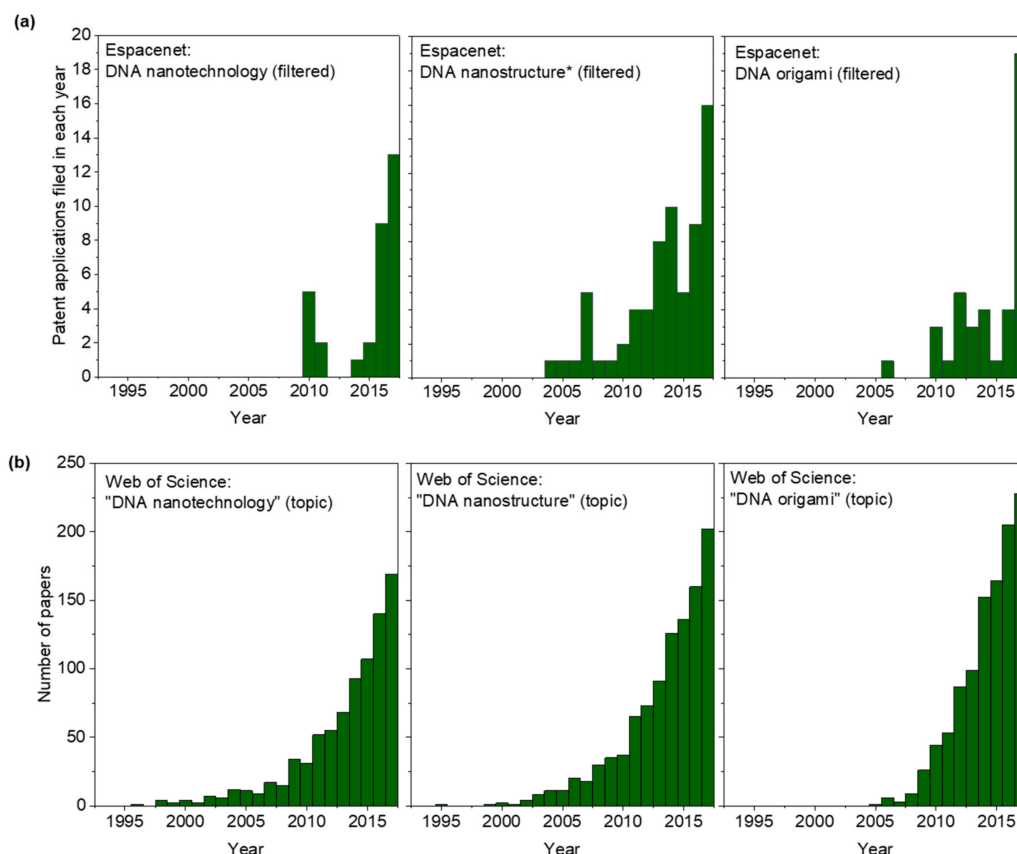 (a)
Patent applications filed in each year
20
18
16
14
12
10
8
6
4
2
0
Espacenet:
DNA nanotechnology (filtered)
1995 2000 2005 2010 2015
Year
Espacenet:
DNA nanostructure* (filtered)
1995 2000 2005 2010 2015
Year
Espacenet:
DNA origami (filtered)
1995 2000 2005 2010 2015
Year
(b)
Number of papers
250
200
150
100
50
0
Web of Science:
"DNA nanotechnology" (topic)
1995 2000 2005 2010 2015
Year
Web of Science:
"DNA nanostructure" (topic)
1995 2000 2005 2010 2015
Year
Web of Science:
"DNA origami" (topic)
1995 2000 2005 2010 2015
Year